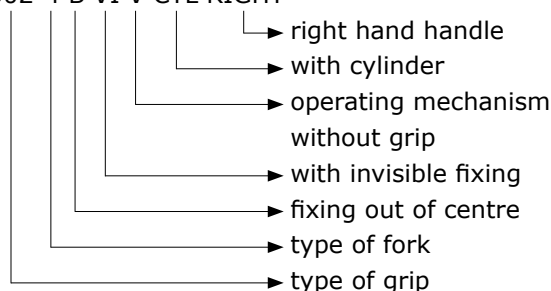 right hand handle
with cylinder
operating mechanism
without grip
with invisible fixing
fixing out of centre
type of fork
type of grip